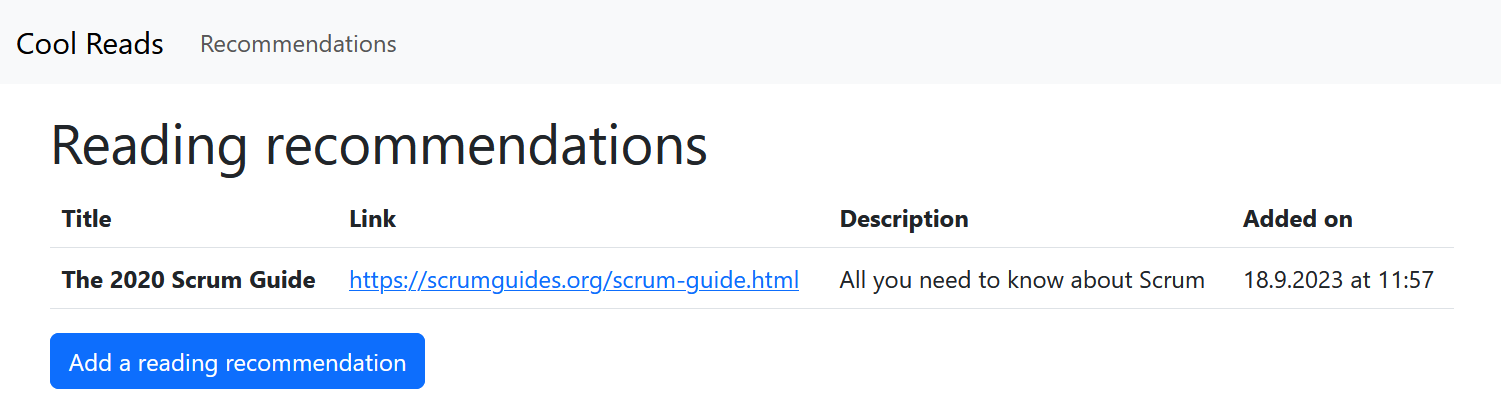 Cool Reads Recommendations
Reading recommendations
Title Link Description Added on
The 2020 Scrum Guide https://scrumguides.org/scrum-guide.html All you need to know about Scrum 18.9.2023 at 11:57
Add a reading recommendation